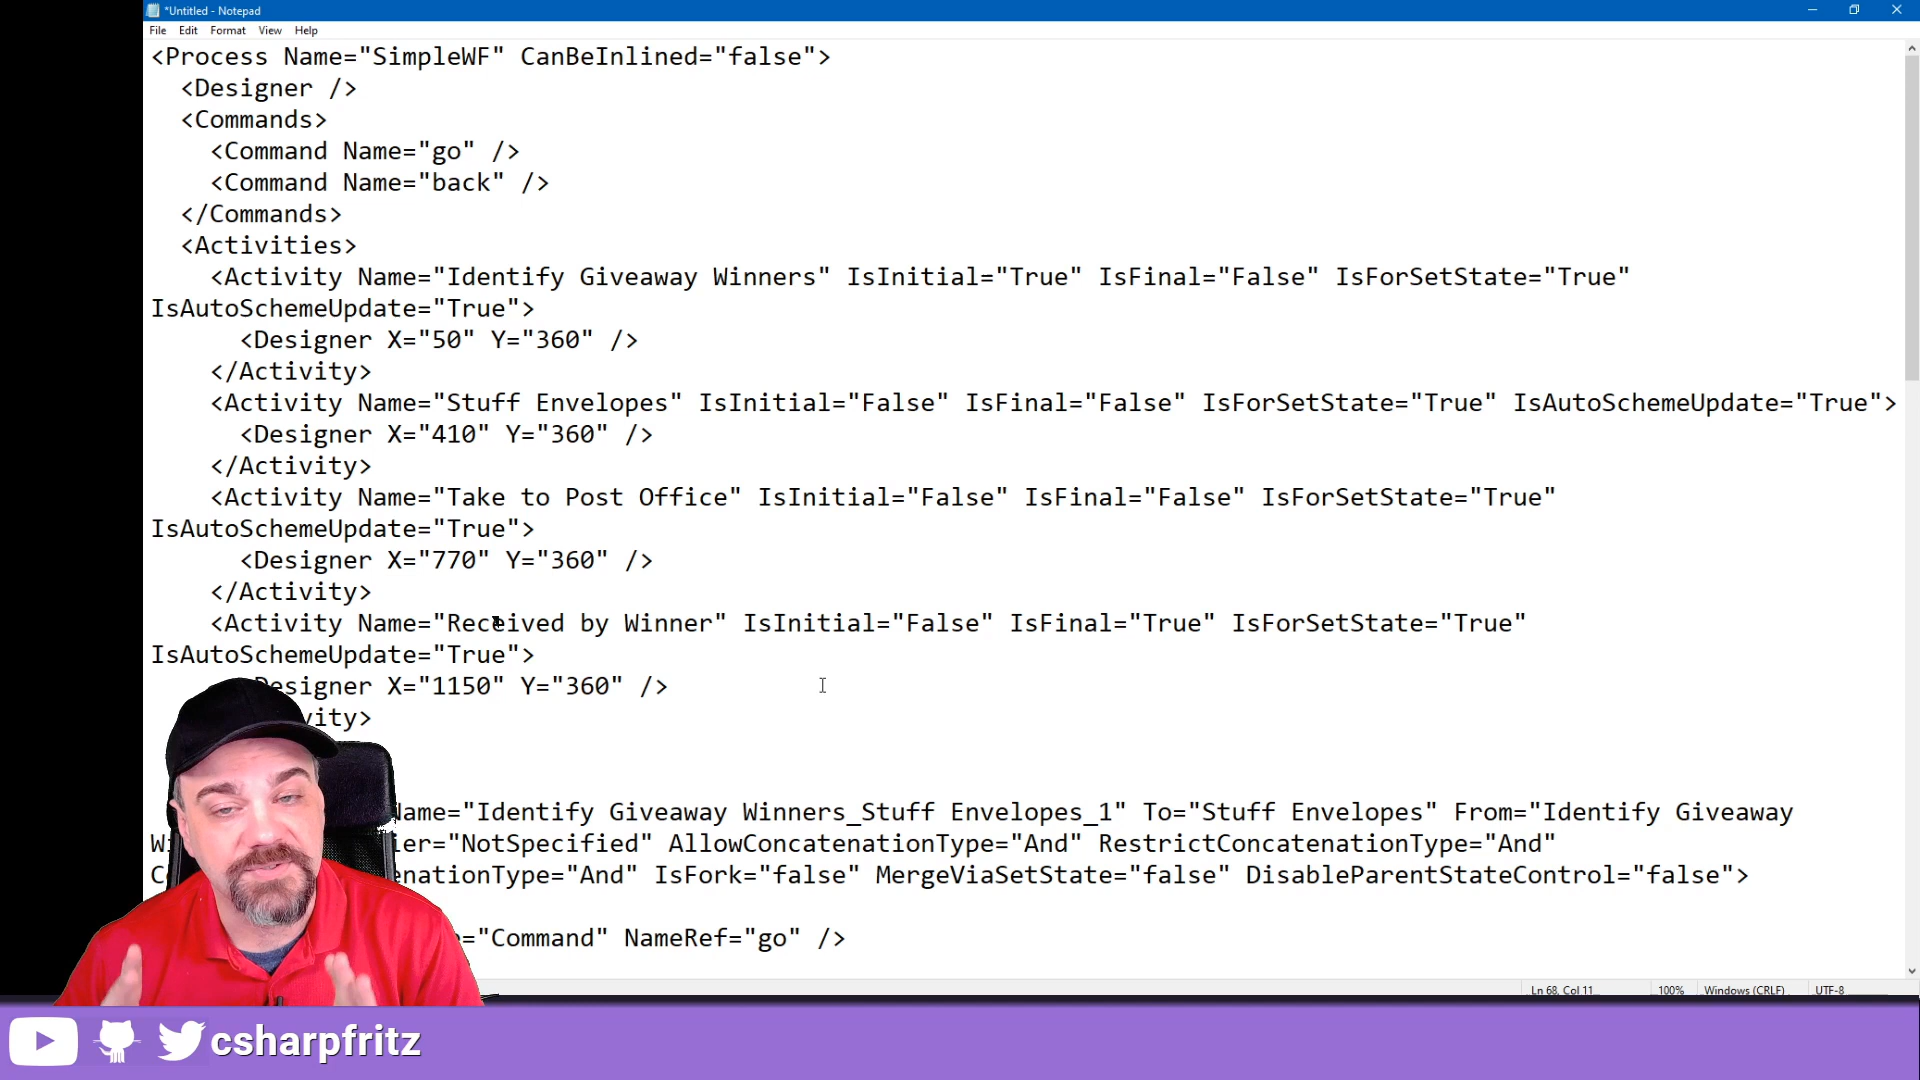 *Untitled - Notepad
File Edit Format View Help
<Process Name="SimpleWF" CanBeInlined="false">
<Designer />
<Commands>
<Command Name="go" />
<Command Name="back" />
</Commands>
<Activities>
<Activity Name="Identify Giveaway Winners" IsInitial="True" IsFinal="False" IsForSetState="True"
IsAutoSchemeUpdate="True">
<Designer X="50" Y="360" />
</Activity>
<Activity Name="Stuff Envelopes" IsInitial="False" IsFinal="False" IsForSetState="True" IsAutoSchemeUpdate="True">
<Designer X="410" Y="360" />
</Activity>
<Activity Name="Take to Post Office" IsInitial="False" IsFinal="False" IsForSetState="True"
IsAutoSchemeUpdate="True">
<Designer X="770" Y="360" />
</Activity>
<Activity Name="Received by Winner" IsInitial="False" IsFinal="True" IsForSetState="True"
IsAutoSchemeUpdate="True">
Designer X="1150" Y="360" />
vity>
Name="Identify Giveaway Winners_Stuff Envelopes_1" To="Stuff Envelopes" From="Identify Giveaway
ier="NotSpecified" AllowConcatenationType="And" RestrictConcatenationType="And"
enationType="And" IsFork="false" MergeViaSetState="false" DisableParentStateControl="false">
="Command" NameRef="go" />
Ln 68, Col 11 100% Windows (CRLF) UTF-8
csharpfritz